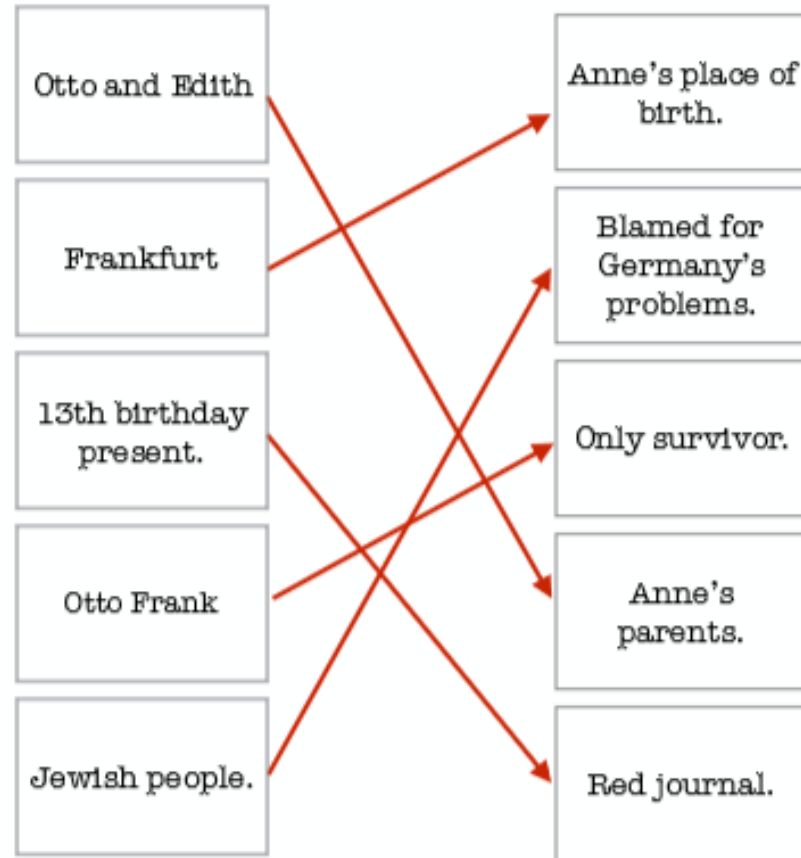 Otto and Edith
Frankfurt
13th birthday
present.
Otto Frank
Jewish people.
Anne's place of
birth.
Blamed for
Germany's
problems.
Only survivor.
Anne's
parents.
Red journal.